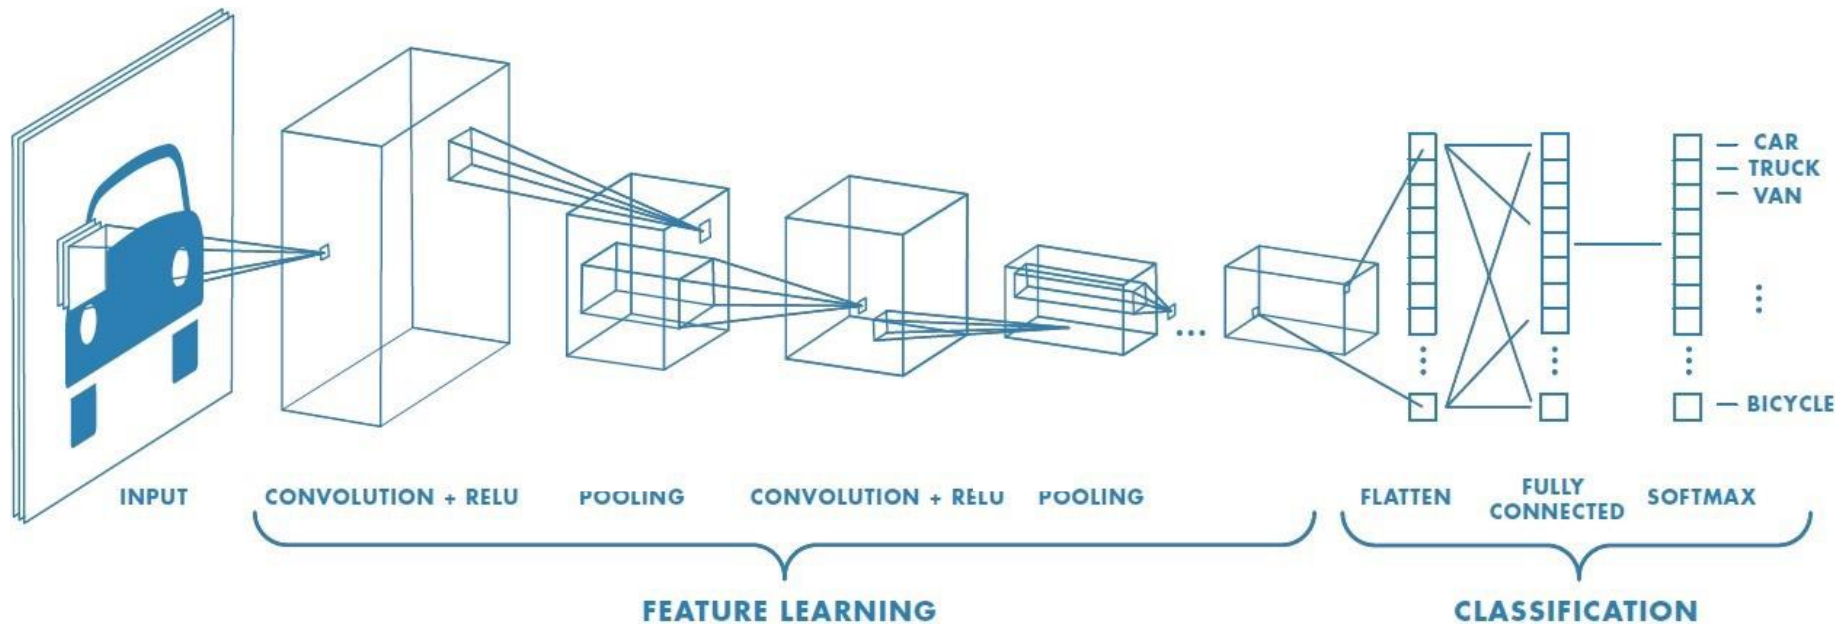 CAR
TRUCK
VAN
BICYCLE
INPUT
CONVOLUTION + RELU
POOLING
CONVOLUTION + RELU
POOLING
FLATTEN
FULLY
CONNECTED
SOFTMAX
FEATURE LEARNING
CLASSIFICATION